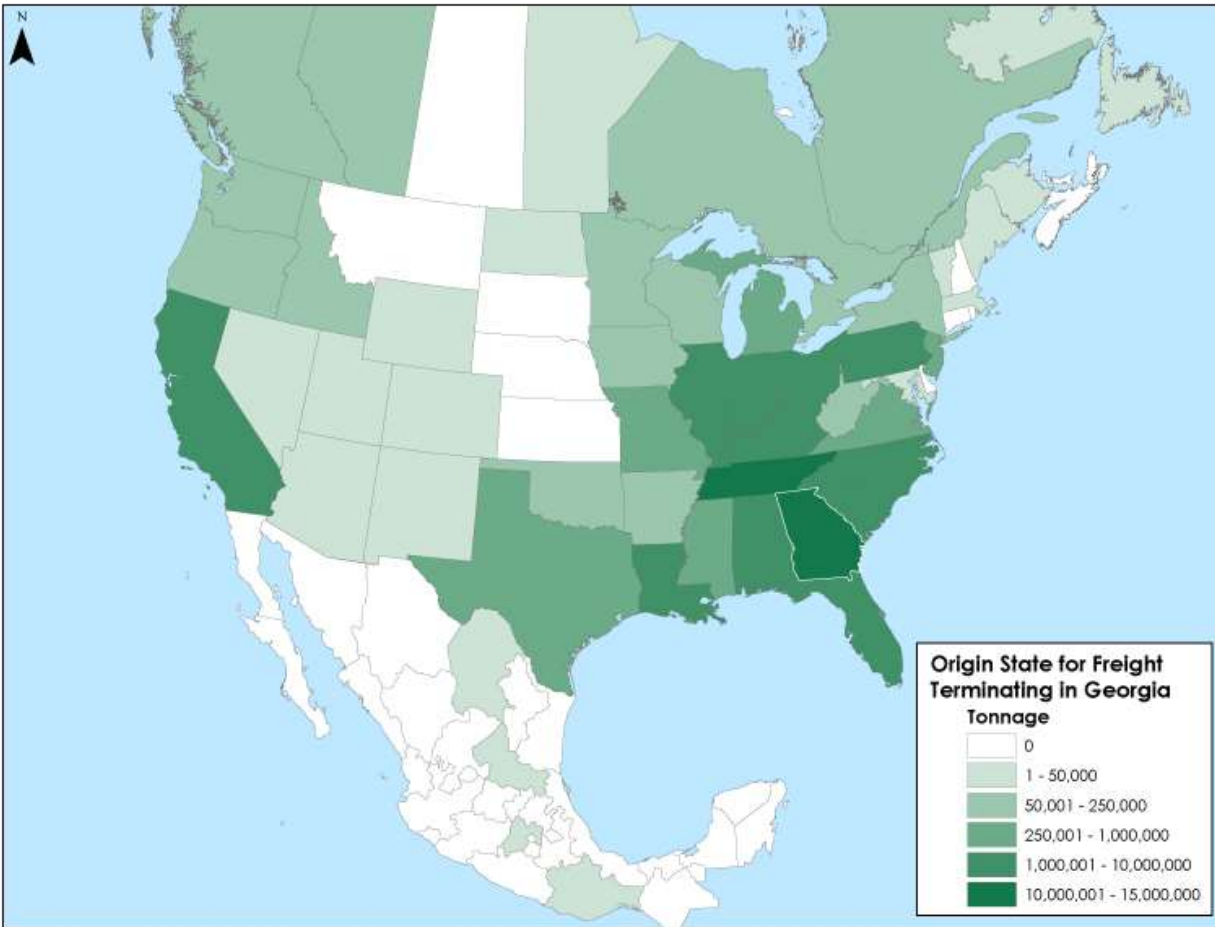 N
Origin State for Freight
Terminating in Georgia
Tonnage
0
1 - 50,000
50,001 - 250,000
250,001 - 1,000,000
1,000,001 - 10,000,000
10,000,001 - 15,000,000